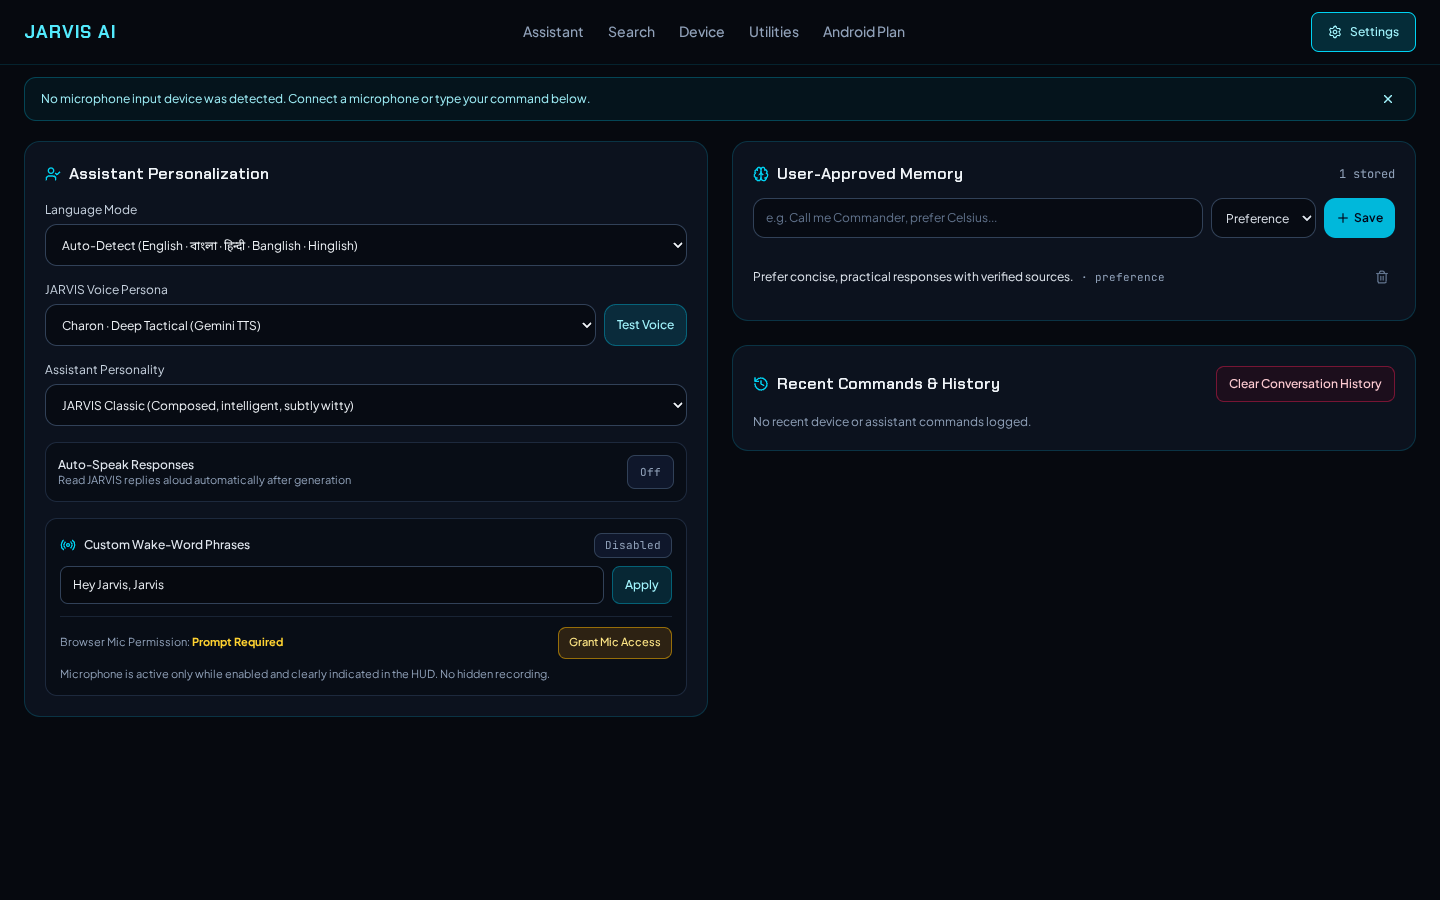 JARVIS AI
Assistant
Search
Device
Utilities
Android Plan
Settings
No microphone input device was detected. Connect a microphone or type your command below.
Assistant Personalization
Language Mode
Auto-Detect (English · বাংলা · हिन्दी · Banglish · Hinglish)
JARVIS Voice Persona
Charon · Deep Tactical (Gemini TTS)
Test Voice
Assistant Personality
JARVIS Classic (Composed, intelligent, subtly witty)
Auto-Speak Responses
Read JARVIS replies aloud automatically after generation
Off
Custom Wake-Word Phrases
Disabled
Hey Jarvis, Jarvis
Apply
Browser Mic Permission: Prompt Required
Grant Mic Access
Microphone is active only while enabled and clearly indicated in the HUD. No hidden recording.
User-Approved Memory
1 stored
e.g. Call me Commander, prefer Celsius...
Preference
Save
Prefer concise, practical responses with verified sources. · preference
Recent Commands & History
Clear Conversation History
No recent device or assistant commands logged.